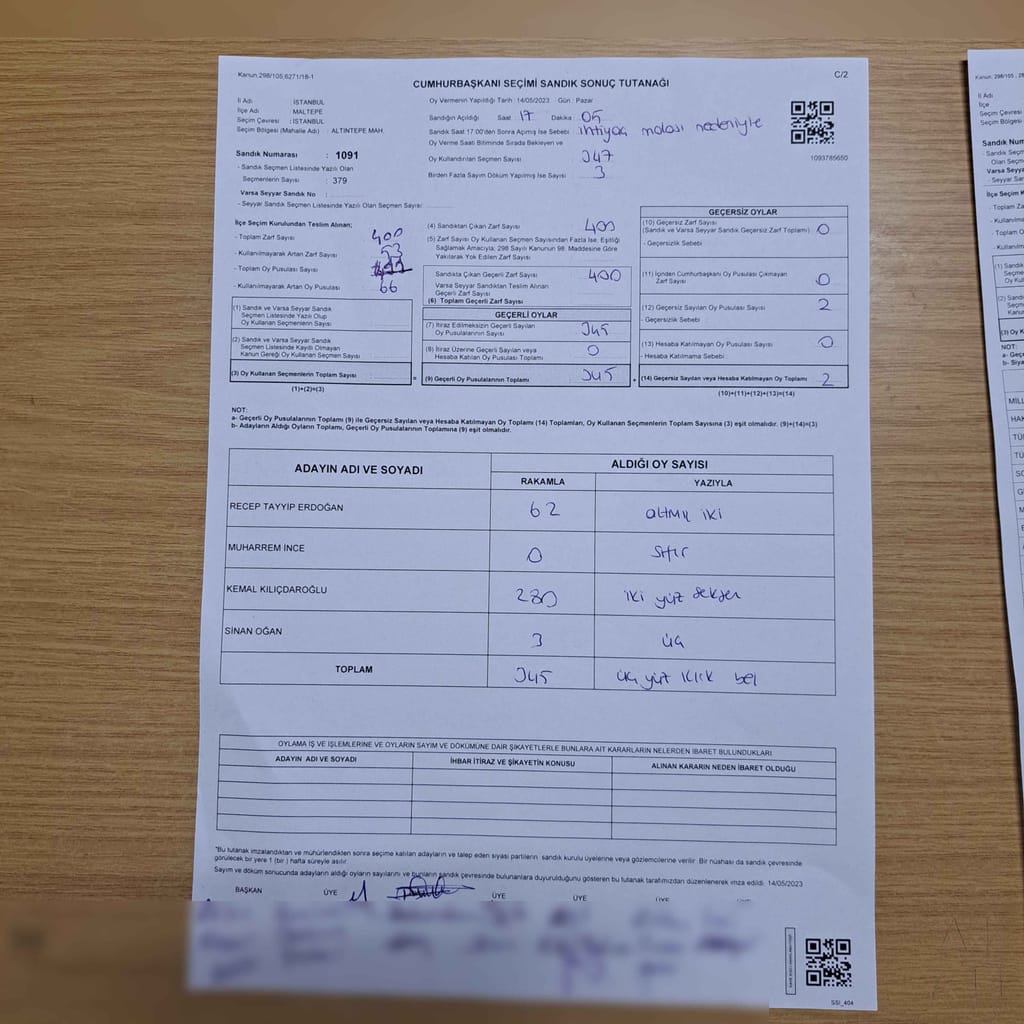 Kanun.298/105,6271/18-1
C/2
CUMHURBAŞKANI SEÇİMİ SANDIK SONUÇ TUTANAĞI
İl Adı : İSTANBUL
İlçe Adı : MALTEPE
Seçim Çevresi : İSTANBUL
Seçim Bölgesi (Mahalle Adı) : ALTINTEPE MAH.
Oy Vermenin Yapıldığı Tarih : 14/05/2023 Gün : Pazar
Sandığın Açıldığı Saat 17 Dakika 05
Sandık Saat 17:00'den Sonra Açımış İse Sebebi ihtiyaç molası nedeniyle
Oy Verme Saati Bitiminde Sırada Bekleyen ve
Oy Kullandırılan Seçmen Sayısı 347
Birden Fazla Sayım Döküm Yapılmış İse Sayısı 3
1093785650
Sandık Numarası : 1091
- Sandık Seçmen Listesinde Yazılı Olan
Seçmenlerin Sayısı : 379
Varsa Seyyar Sandık No :
- Seyyar Sandık Seçmen Listesinde Yazılı Olan Seçmen Sayısı :
İlçe Seçim Kurulundan Teslim Alınan;
- Toplam Zarf Sayısı 400
- Kullanılmayarak Artan Zarf Sayısı 53
- Toplam Oy Pusulası Sayısı
- Kullanılmayarak Artan Oy Pusulası 66
(1) Sandık ve Varsa Seyyar Sandık
Seçmen Listesinde Yazılı Olup
Oy Kullanan Seçmenlerin Sayısı
(2) Sandık ve Varsa Seyyar Sandık
Seçmen Listesinde Kayıtlı Olmayan
Kanun Gereği Oy Kullanan Seçmen Sayısı
(3) Oy Kullanan Seçmenlerin Toplam Sayısı
(1)+(2)=(3)
(4) Sandıktan Çıkan Zarf Sayısı 400
(5) Zarf Sayısı Oy Kullanan Seçmen Sayısından Fazla İse, Eşitliği
Sağlamak Amacıyla, 298 Sayılı Kanunun 98. Maddesine Göre
Yakılarak Yok Edilen Zarf Sayısı
Sandıkta Çıkan Geçerli Zarf Sayısı 400
Varsa Seyyar Sandıktan Teslim Alınan
Geçerli Zarf Sayısı
(6) Toplam Geçerli Zarf Sayısı
GEÇERLİ OYLAR
(7) İtiraz Edilmeksizin Geçerli Sayılan
Oy Pusulalarının Sayısı 345
(8) İtiraz Üzerine Geçerli Sayılan veya
Hesaba Katılan Oy Pusulası Toplamı 0
= (9) Geçerli Oy Pusulalarının Toplamı 345
GEÇERSİZ OYLAR
(10) Geçersiz Zarf Sayısı
(Sandık ve Varsa Seyyar Sandık Geçersiz Zarf Toplamı) 0
- Geçersizlik Sebebi
(11) İçinden Cumhurbaşkanı Oy Pusulası Çıkmayan
Zarf Sayısı 0
(12) Geçersiz Sayılan Oy Pusulası Sayısı 2
- Geçersizlik Sebebi :
(13) Hesaba Katılmayan Oy Pusulası Sayısı 0
- Hesaba Katılmama Sebebi
+ (14) Geçersiz Sayılan veya Hesaba Katılmayan Oy Toplamı 2
(10)+(11)+(12)+(13)=(14)
NOT:
a- Geçerli Oy Pusulalarının Toplamı (9) ile Geçersiz Sayılan veya Hesaba Katılmayan Oy Toplamı (14) Toplamları, Oy Kullanan Seçmenlerin Toplam Sayısına (3) eşit olmalıdır. (9)+(14)=(3)
b- Adayların Aldığı Oyların Toplamı, Geçerli Oy Pusulalarının Toplamına (9) eşit olmalıdır.
ADAYIN ADI VE SOYADI ALDIĞI OY SAYISI
RAKAMLA YAZIYLA
RECEP TAYYİP ERDOĞAN 62 altmış iki
MUHARREM İNCE 0 sıfır
KEMAL KILIÇDAROĞLU 280 iki yüz seksen
SİNAN OĞAN 3 üç
TOPLAM 345 üç yüz kırk beş
OYLAMA İŞ VE İŞLEMLERİNE VE OYLARIN SAYIM VE DÖKÜMÜNE DAİR ŞİKAYETLERLE BUNLARA AİT KARARLARIN NELERDEN İBARET BULUNDUKLARI
ADAYIN ADI VE SOYADI İHBAR İTİRAZ VE ŞİKAYETİN KONUSU ALINAN KARARIN NEDEN İBARET OLDUĞU
*Bu tutanak imzalandıktan ve mühürlendikten sonra seçime katılan adayların ve talep eden siyasi partilerin sandık kurulu üyelerine veya gözlemcilerine verilir. Bir nüshası da sandık çevresinde
görülecek bir yere 1 (bir) hafta süreyle asılır.
Sayım ve döküm sonucunda adayların aldığı oyların sayılarını ve bunların sandık çevresinde bulunanlara duyurulduğunu gösteren bu tutanak tarafımızdan düzenlenerek imza edildi. 14/05/2023
BAŞKAN ÜYE ÜYE ÜYE ÜYE
SSI_404